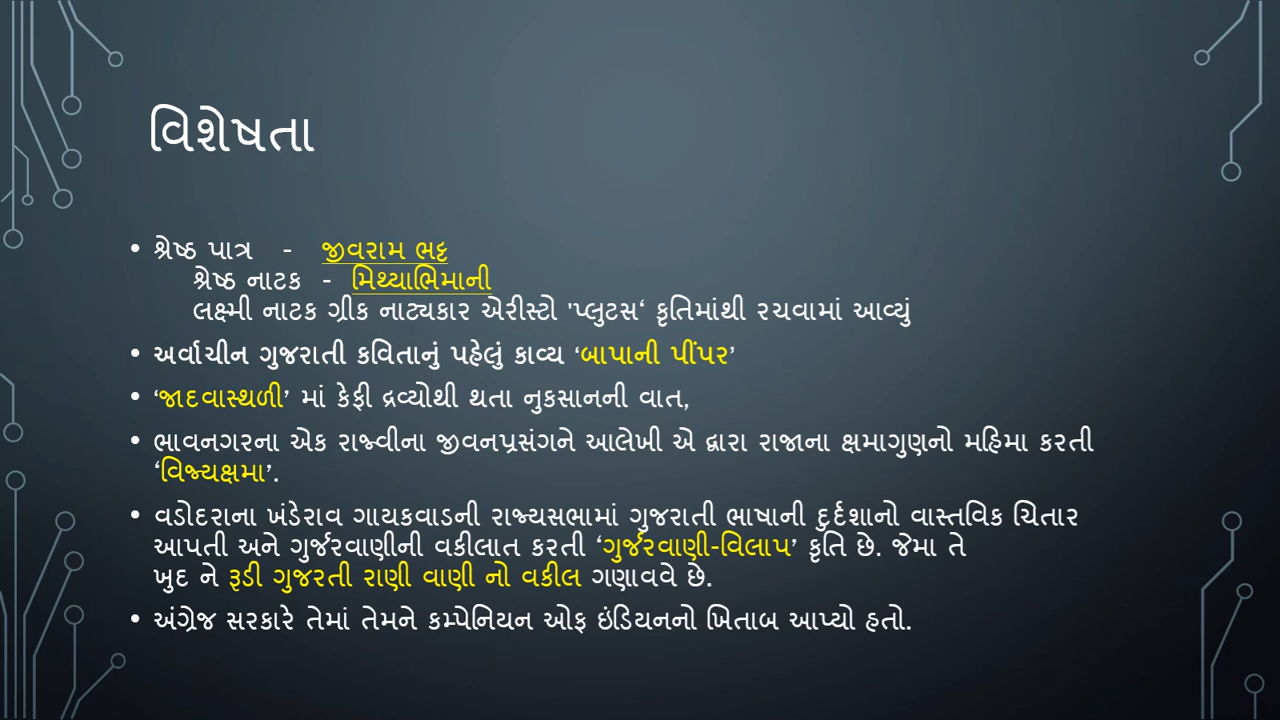 વિશેષતા
• શ્રેષ્ઠ પાત્ર - જીવરામ ભટ્ટ
શ્રેષ્ઠ નાટક - મિથ્યાભિમાની
લક્ષ્મી નાટક ગ્રીક નાટ્યકાર એરીસ્ટો 'પ્લુટસ‘ કૃતિમાંથી રચવામાં આવ્યું
• અર્વાચીન ગુજરાતી કવિતાનું પહેલું કાવ્ય ‘બાપાની પીંપર’
• ‘જાદવાસ્થળી’ માં કેફી દ્રવ્યોથી થતા નુકસાનની વાત,
• ભાવનગરના એક રાજ્વીના જીવનપ્રસંગને આલેખી એ દ્વારા રાજાના ક્ષમાગુણનો મહિમા કરતી
‘વિજ્યક્ષમા’.
• વડોદરાના ખંડેરાવ ગાયકવાડની રાજ્યસભામાં ગુજરાતી ભાષાની દુર્દશાનો વાસ્તવિક ચિતાર
આપતી અને ગુર્જરવાણીની વકીલાત કરતી ‘ગુર્જરવાણી-વિલાપ’ કૃતિ છે. જેમા તે
ખુદ ને રૂડી ગુજરતી રાણી વાણી નો વકીલ ગણાવવે છે.
• અંગ્રેજ સરકારે તેમાં તેમને કમ્પેનિયન ઓફ ઇંડિયનનો ખિતાબ આપ્યો હતો.